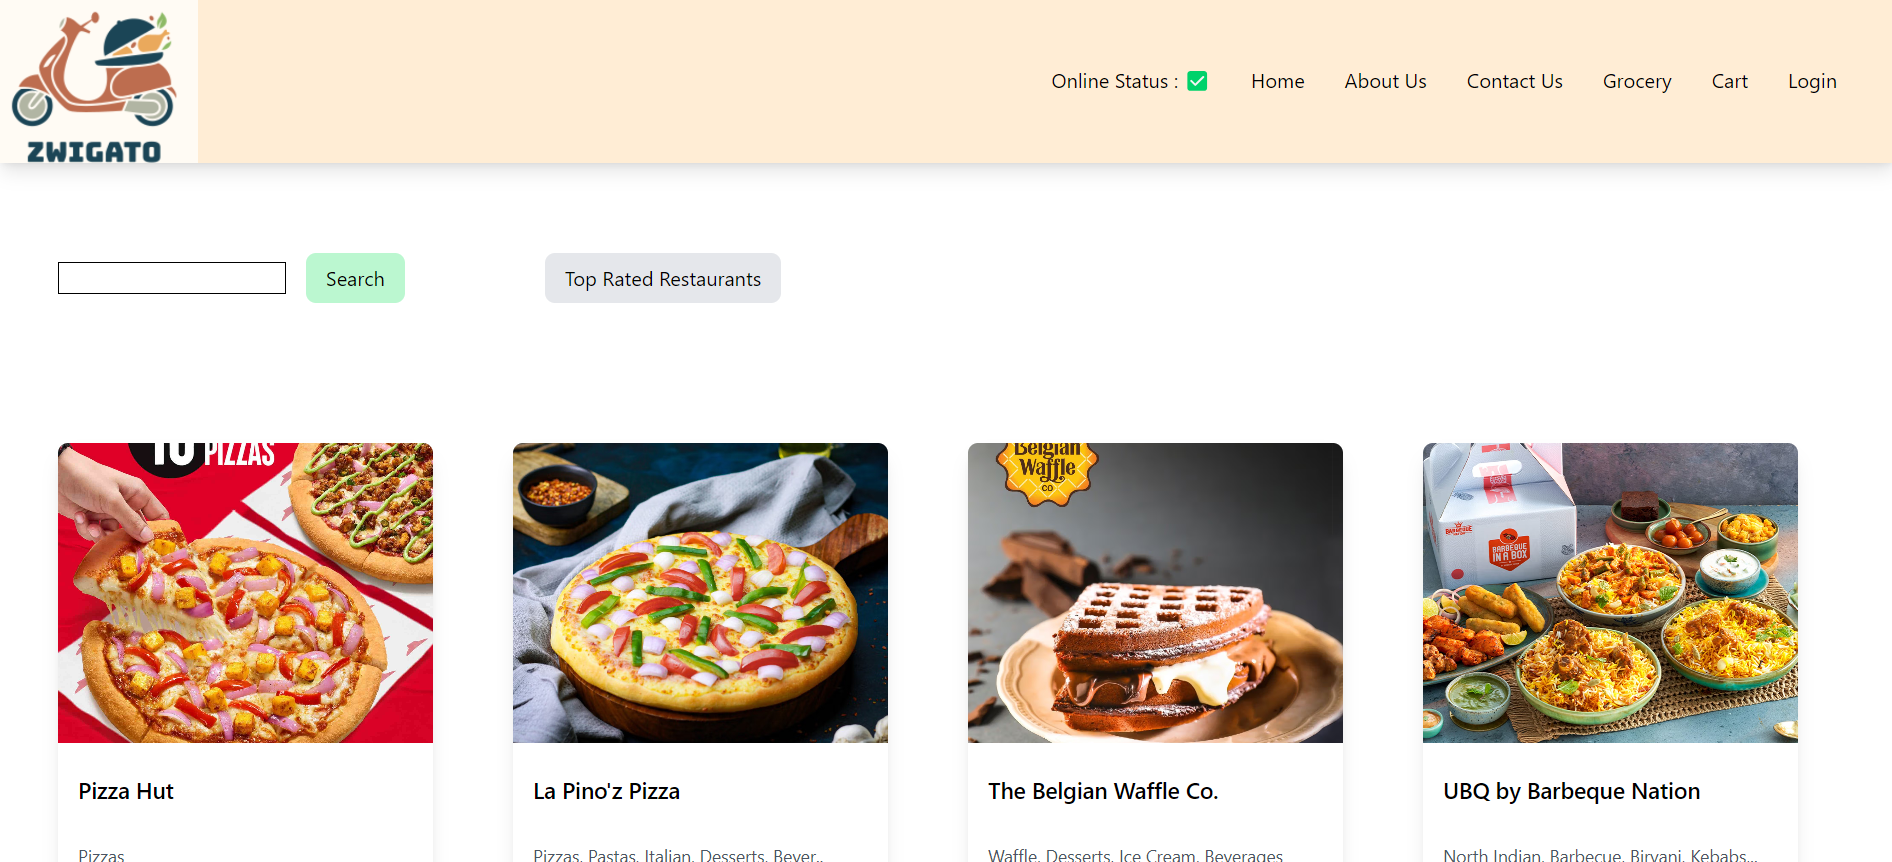 ZWIGATO
Online Status : ✅ Home About Us Contact Us Grocery Cart Login
Search
Top Rated Restaurants
10 PIZZAS
Belgian
Waffle
CO
BARBEQUE
BARBEQUE
IN A BOX
Pizza Hut
La Pino'z Pizza
The Belgian Waffle Co.
UBQ by Barbeque Nation
Pizzas
Pizzas, Pastas, Italian, Desserts, Bever...
Waffle, Desserts, Ice Cream, Beverages
North Indian, Barbecue, Biryani, Kebabs...